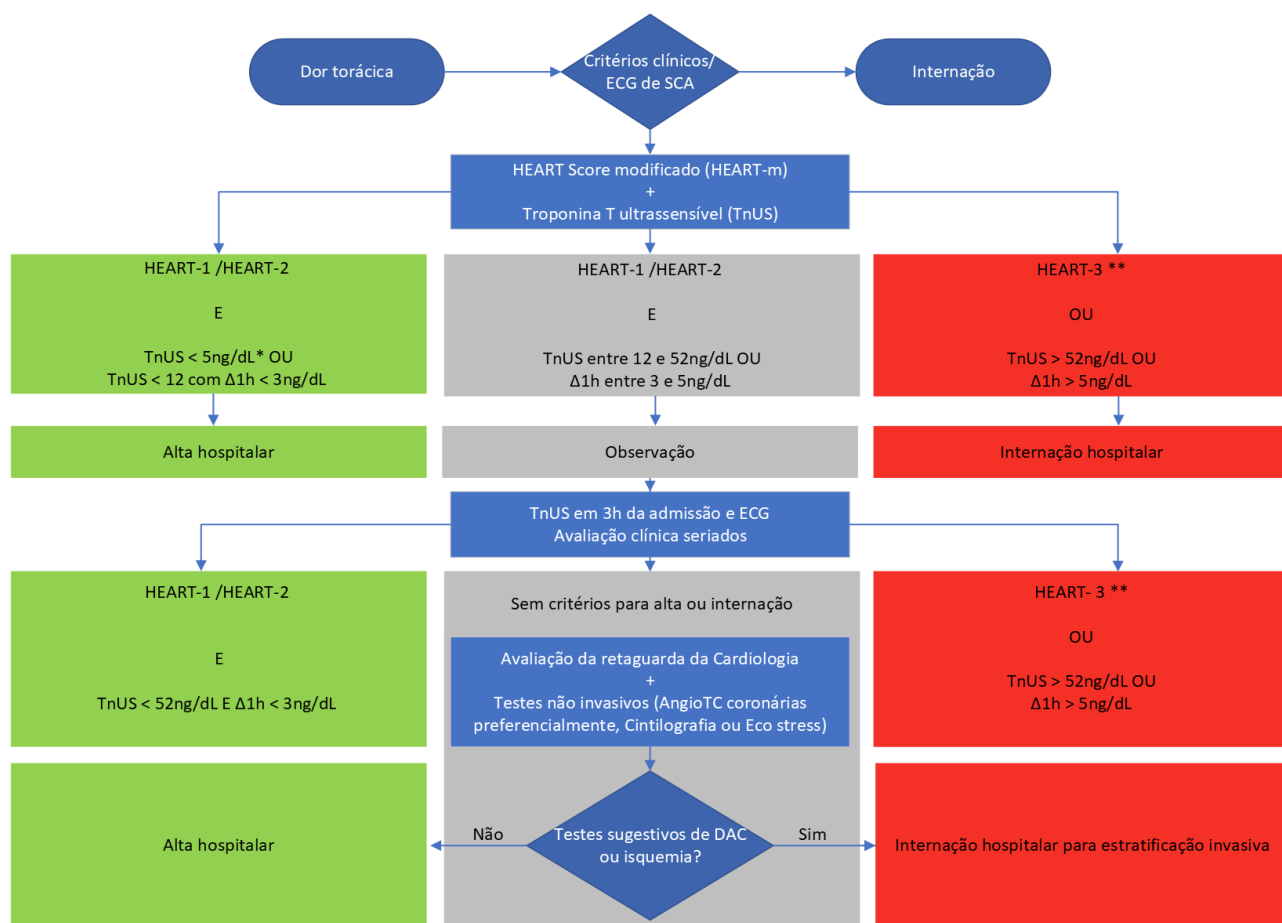 Dor torácica
Critérios clínicos/
ECG de SCA
Internação
HEART Score modificado (HEART-m)
+
Troponina T ultrassensível (TnUS)
HEART-1 /HEART-2
E
TnUS < 5ng/dL* OU
TnUS < 12 com Δ1h < 3ng/dL
HEART-1 /HEART-2
E
TnUS entre 12 e 52ng/dL OU
Δ1h entre 3 e 5ng/dL
HEART-3 **
OU
TnUS > 52ng/dL OU
Δ1h > 5ng/dL
Alta hospitalar
Observação
Internação hospitalar
TnUS em 3h da admissão e ECG
Avaliação clínica seriados
HEART-1 /HEART-2
E
TnUS < 52ng/dL E Δ1h < 3ng/dL
Sem critérios para alta ou internação
Avaliação da retaguarda da Cardiologia
+
Testes não invasivos (AngioTC coronárias
preferencialmente, Cintilografia ou Eco stress)
HEART- 3 **
OU
TnUS > 52ng/dL OU
Δ1h > 5ng/dL
Alta hospitalar
Não
Testes sugestivos de DAC
ou isquemia?
Sim
Internação hospitalar para estratificação invasiva